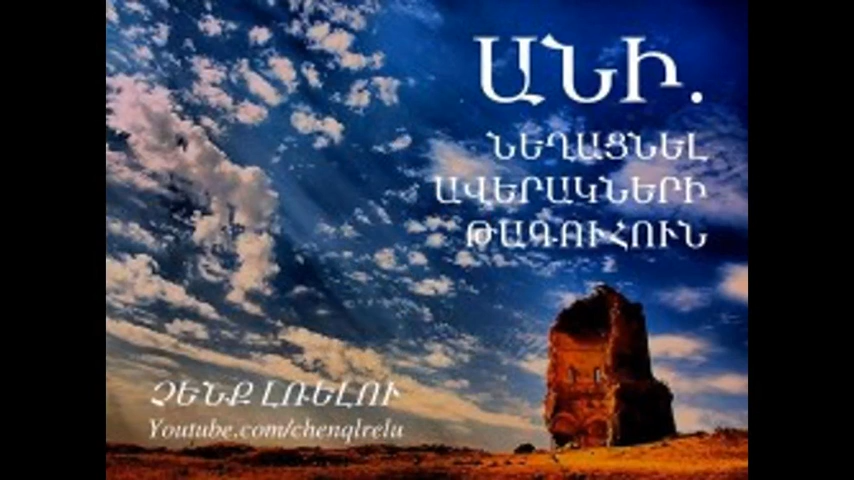 ԱՆԻ.
ՆԵՂԱՑՆԵԼ
ԱՎԵՐԱԿՆԵՐԻ
ԹԱԳՈՒՀՈՒՆ
ՉԵՆՔ ԼՌԵԼՈՒ
Youtube.com/chenqlrelu